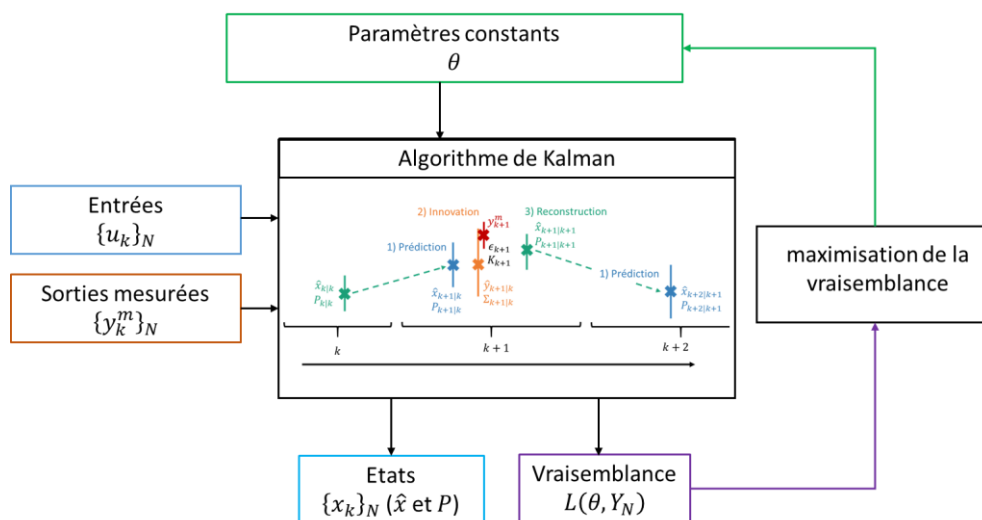 Paramètres constants
θ
Algorithme de Kalman
Entrées
{u_k}_N
Sorties mesurées
{y_k^m}_N
2) Innovation
y_{k+1}^m
3) Reconstruction
x̂_{k+1|k+1}
P_{k+1|k+1}
1) Prédiction
ϵ_{k+1}
K_{k+1}
1) Prédiction
x̂_{k|k}
P_{k|k}
x̂_{k+1|k}
P_{k+1|k}
ŷ_{k+1|k}
Σ_{k+1|k}
x̂_{k+2|k+1}
P_{k+2|k+1}
k
k + 1
k + 2
maximisation de la
vraisemblance
Etats
{x_k}_N (x̂ et P)
Vraisemblance
L(θ, Y_N)